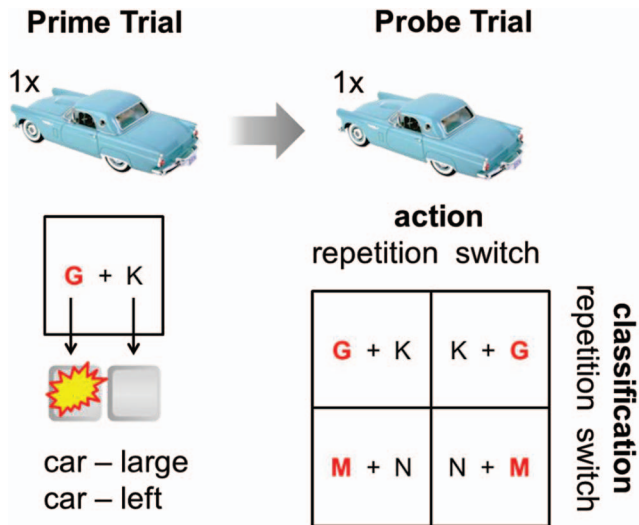 Prime Trial
Probe Trial
1x
1x
action
repetition switch
G + K
car – large
car – left
G + K
K + G
M + N
N + M
classification
repetition switch